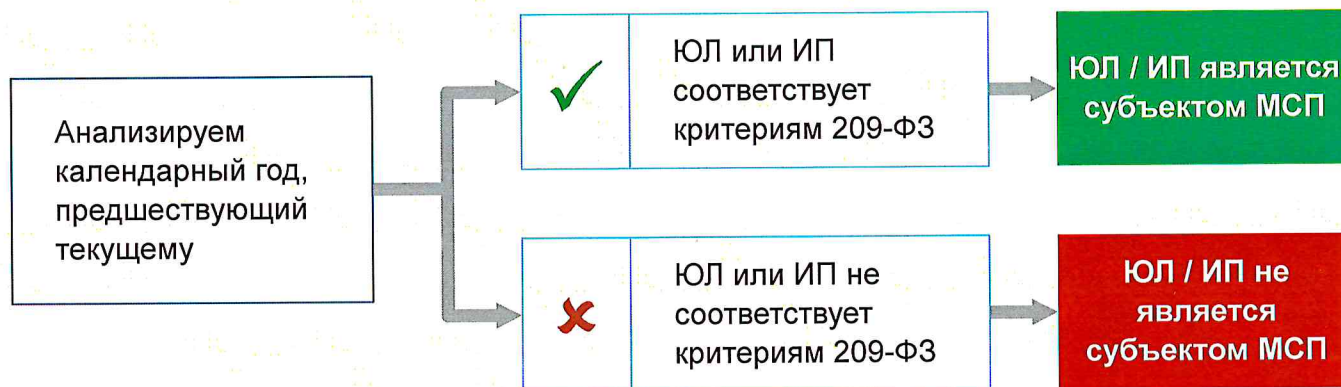 Анализируем
календарный год,
предшествующий
текущему
ЮЛ или ИП
соответствует
критериям 209-ФЗ
ЮЛ / ИП является
субъектом МСП
ЮЛ или ИП не
соответствует
критериям 209-ФЗ
ЮЛ / ИП не
является
субъектом МСП